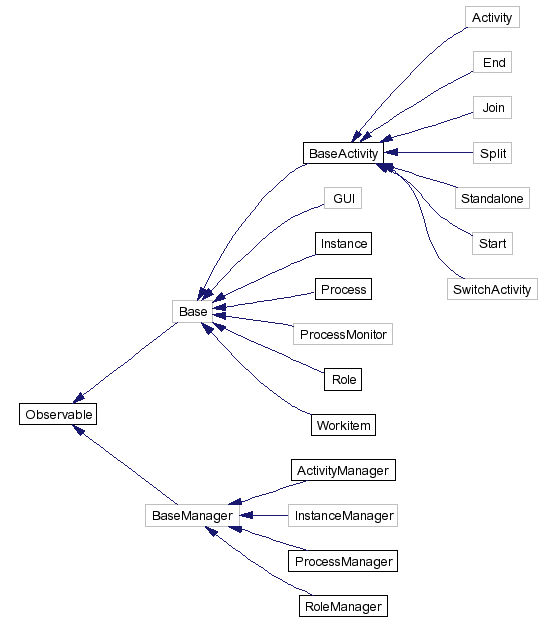 Activity
End
Join
BaseActivity
Split
Standalone
GUI
Start
Instance
SwitchActivity
Process
Base
ProcessMonitor
Role
Observable
Workitem
ActivityManager
BaseManager
InstanceManager
ProcessManager
RoleManager